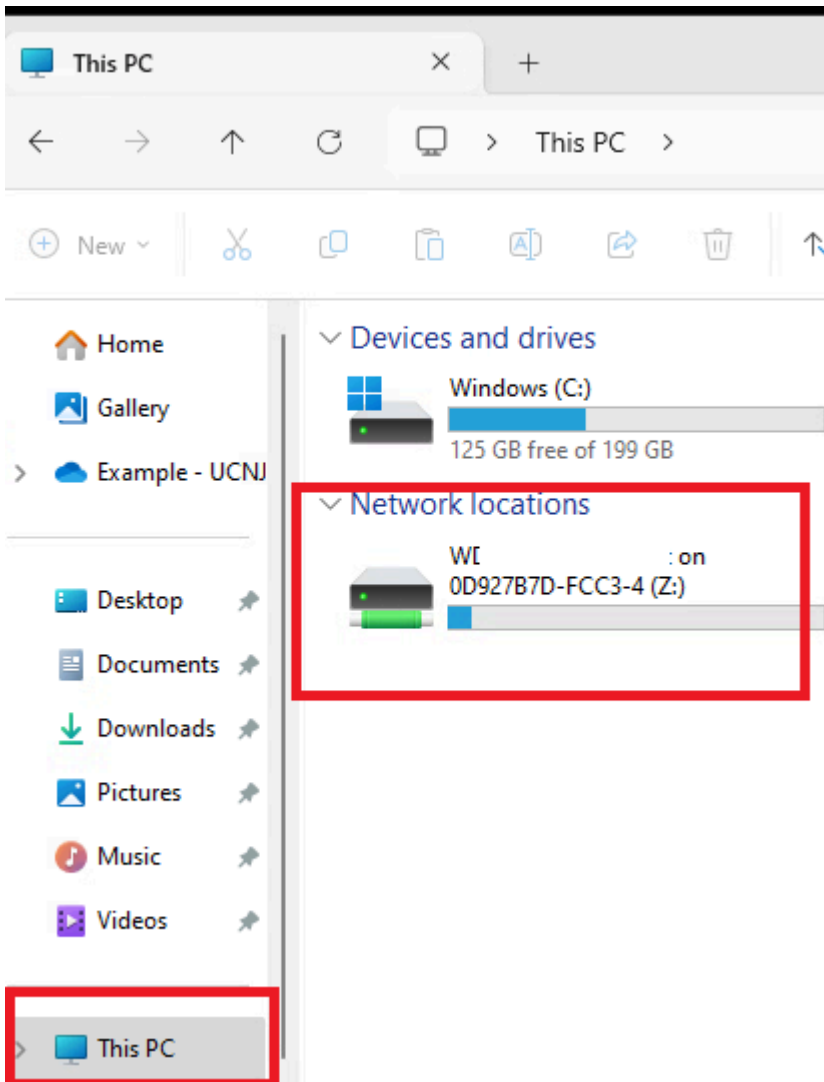 This PC
This PC
New
Home
Gallery
Example - UCNJ
Desktop
Documents
Downloads
Pictures
Music
Videos
This PC
Devices and drives
Windows (C:)
125 GB free of 199 GB
Network locations
: on
0D927B7D-FCC3-4 (Z:)